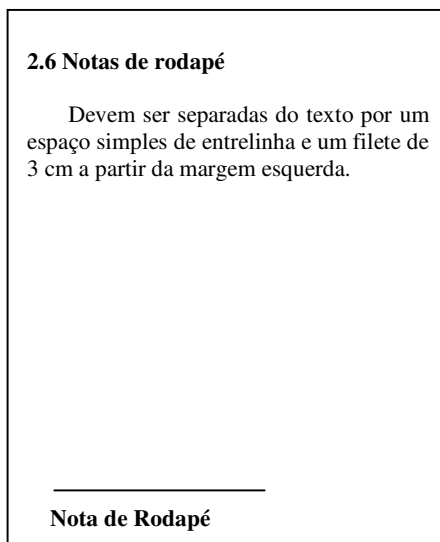 2.6 Notas de rodapé
Devem ser separadas do texto por um
espaço simples de entrelinha e um filete de
3 cm a partir da margem esquerda.
Nota de Rodapé